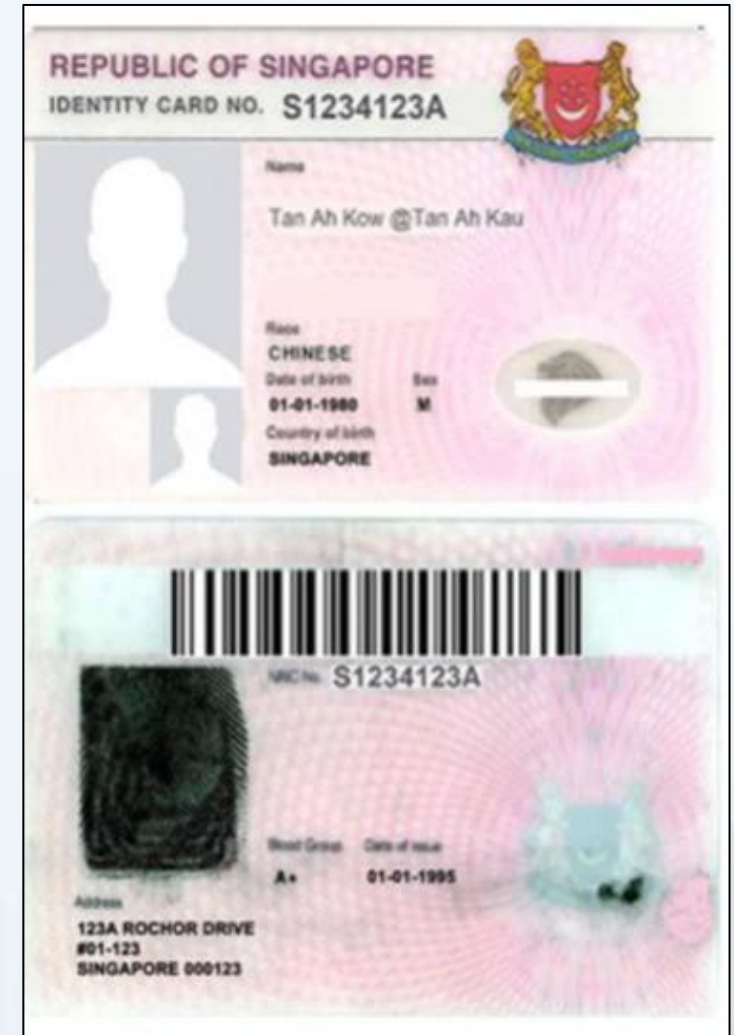 REPUBLIC OF SINGAPORE
IDENTITY CARD NO. S1234123A
Name
Tan Ah Kow @Tan Ah Kau
Race
CHINESE
Date of birth Sex
01-01-1980 M
Country of birth
SINGAPORE
NRIC No. S1234123A
Blood Group Date of issue
A+ 01-01-1995
Address
123A ROCHOR DRIVE
#01-123
SINGAPORE 000123